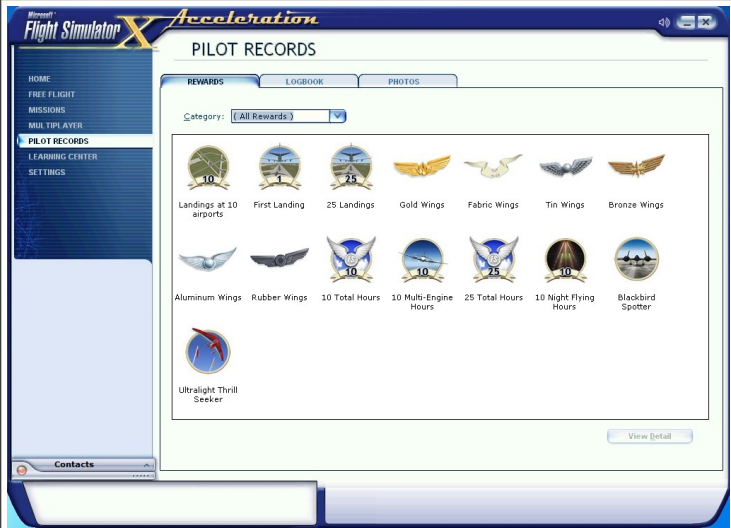 Microsoft
Flight Simulator X
Acceleration
PILOT RECORDS
HOME
FREE FLIGHT
MISSIONS
MULTIPLAYER
PILOT RECORDS
LEARNING CENTER
SETTINGS
REWARDS
LOGBOOK
PHOTOS
Category:
( All Rewards )
10
1
25
Landings at 10
airports
First Landing
25 Landings
Gold Wings
Fabric Wings
Tin Wings
Bronze Wings
10
10
25
10
Aluminum Wings
Rubber Wings
10 Total Hours
10 Multi-Engine
Hours
25 Total Hours
10 Night Flying
Hours
Blackbird
Spotter
Ultralight Thrill
Seeker
View Detail
Contacts